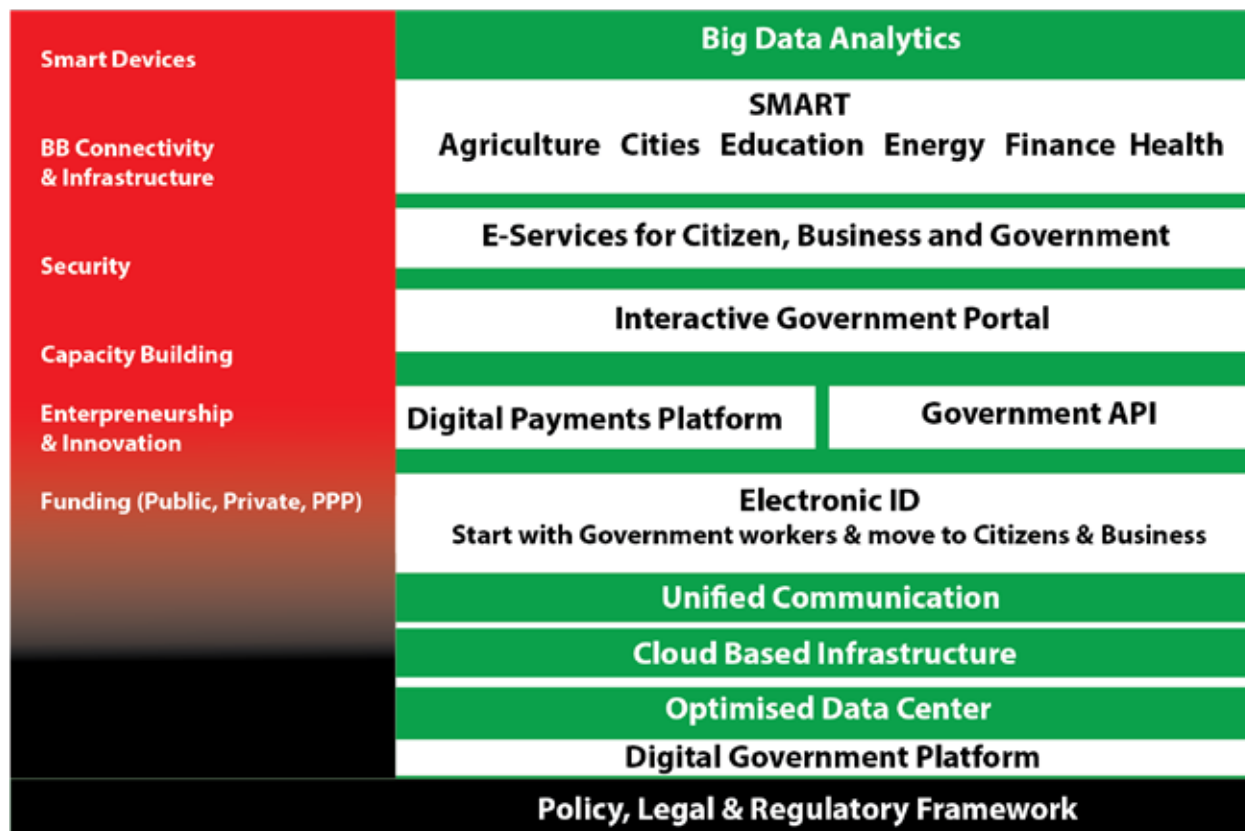 Smart Devices
BB Connectivity
& Infrastructure
Security
Capacity Building
Enterpreneurship
& Innovation
Funding (Public, Private, PPP)
Big Data Analytics
SMART
Agriculture Cities Education Energy Finance Health
E-Services for Citizen, Business and Government
Interactive Government Portal
Digital Payments Platform
Government API
Electronic ID
Start with Government workers & move to Citizens & Business
Unified Communication
Cloud Based Infrastructure
Optimised Data Center
Digital Government Platform
Policy, Legal & Regulatory Framework